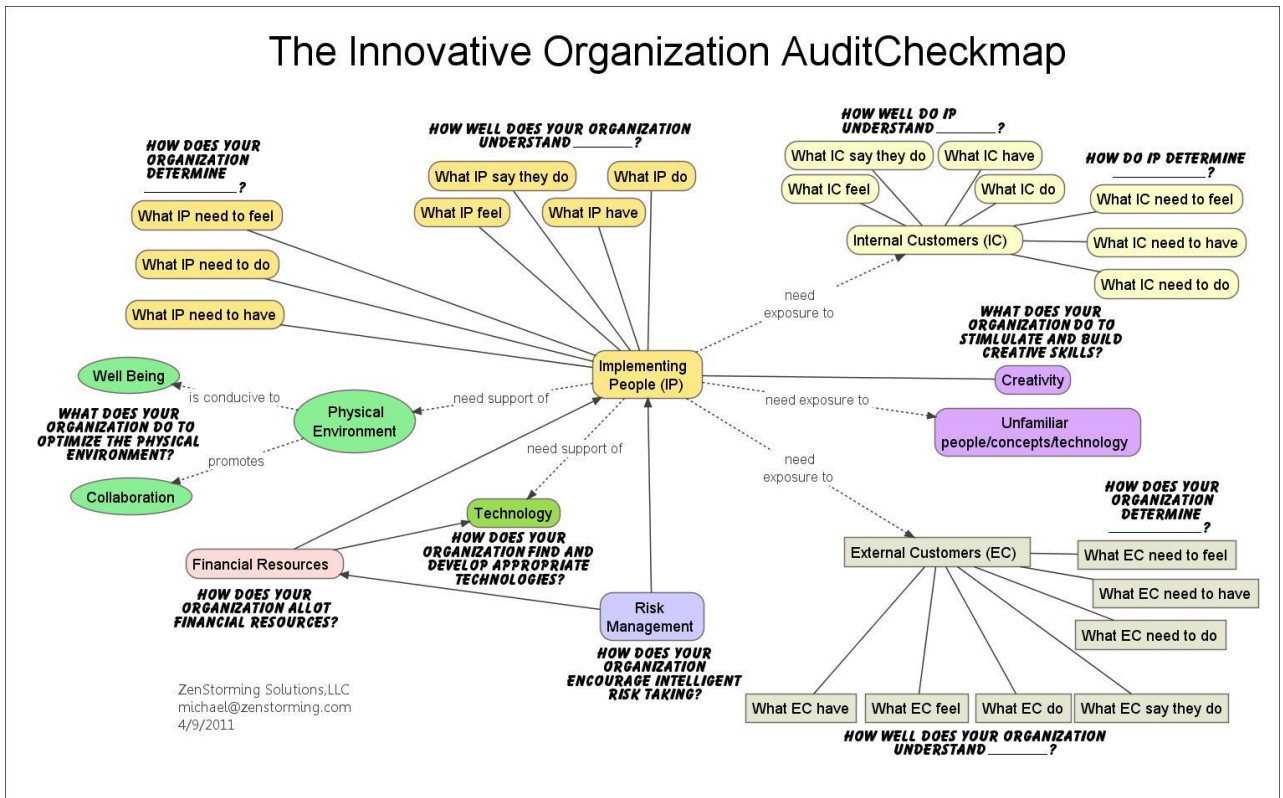 The Innovative Organization AuditCheckmap
HOW DOES YOUR
ORGANIZATION
DETERMINE
____________?
What IP need to feel
What IP need to do
What IP need to have
HOW WELL DOES YOUR ORGANIZATION
UNDERSTAND ________?
What IP say they do
What IP do
What IP feel
What IP have
HOW WELL DO IP
UNDERSTAND ________?
What IC say they do
What IC have
What IC feel
What IC do
Internal Customers (IC)
HOW DO IP DETERMINE
____________?
What IC need to feel
What IC need to have
What IC need to do
need
exposure to
WHAT DOES YOUR
ORGANIZATION DO TO
STIMLULATE AND BUILD
CREATIVE SKILLS?
Creativity
Implementing
People (IP)
need exposure to
Unfamiliar
people/concepts/technology
Well Being
is conducive to
WHAT DOES YOUR
ORGANIZATION DO TO
OPTIMIZE THE PHYSICAL
ENVIRONMENT?
Physical
Environment
need support of
promotes
Collaboration
need support of
Technology
HOW DOES YOUR
ORGANIZATION FIND AND
DEVELOP APPROPRIATE
TECHNOLOGIES?
need
exposure to
Financial Resources
HOW DOES YOUR
ORGANIZATION ALLOT
FINANCIAL RESOURCES?
Risk
Management
HOW DOES YOUR
ORGANIZATION
ENCOURAGE INTELLIGENT
RISK TAKING?
External Customers (EC)
HOW DOES YOUR
ORGANIZATION
DETERMINE
____________?
What EC need to feel
What EC need to have
What EC need to do
What EC have
What EC feel
What EC do
What EC say they do
HOW WELL DOES YOUR ORGANIZATION
UNDERSTAND ________?
ZenStorming Solutions,LLC
michael@zenstorming.com
4/9/2011